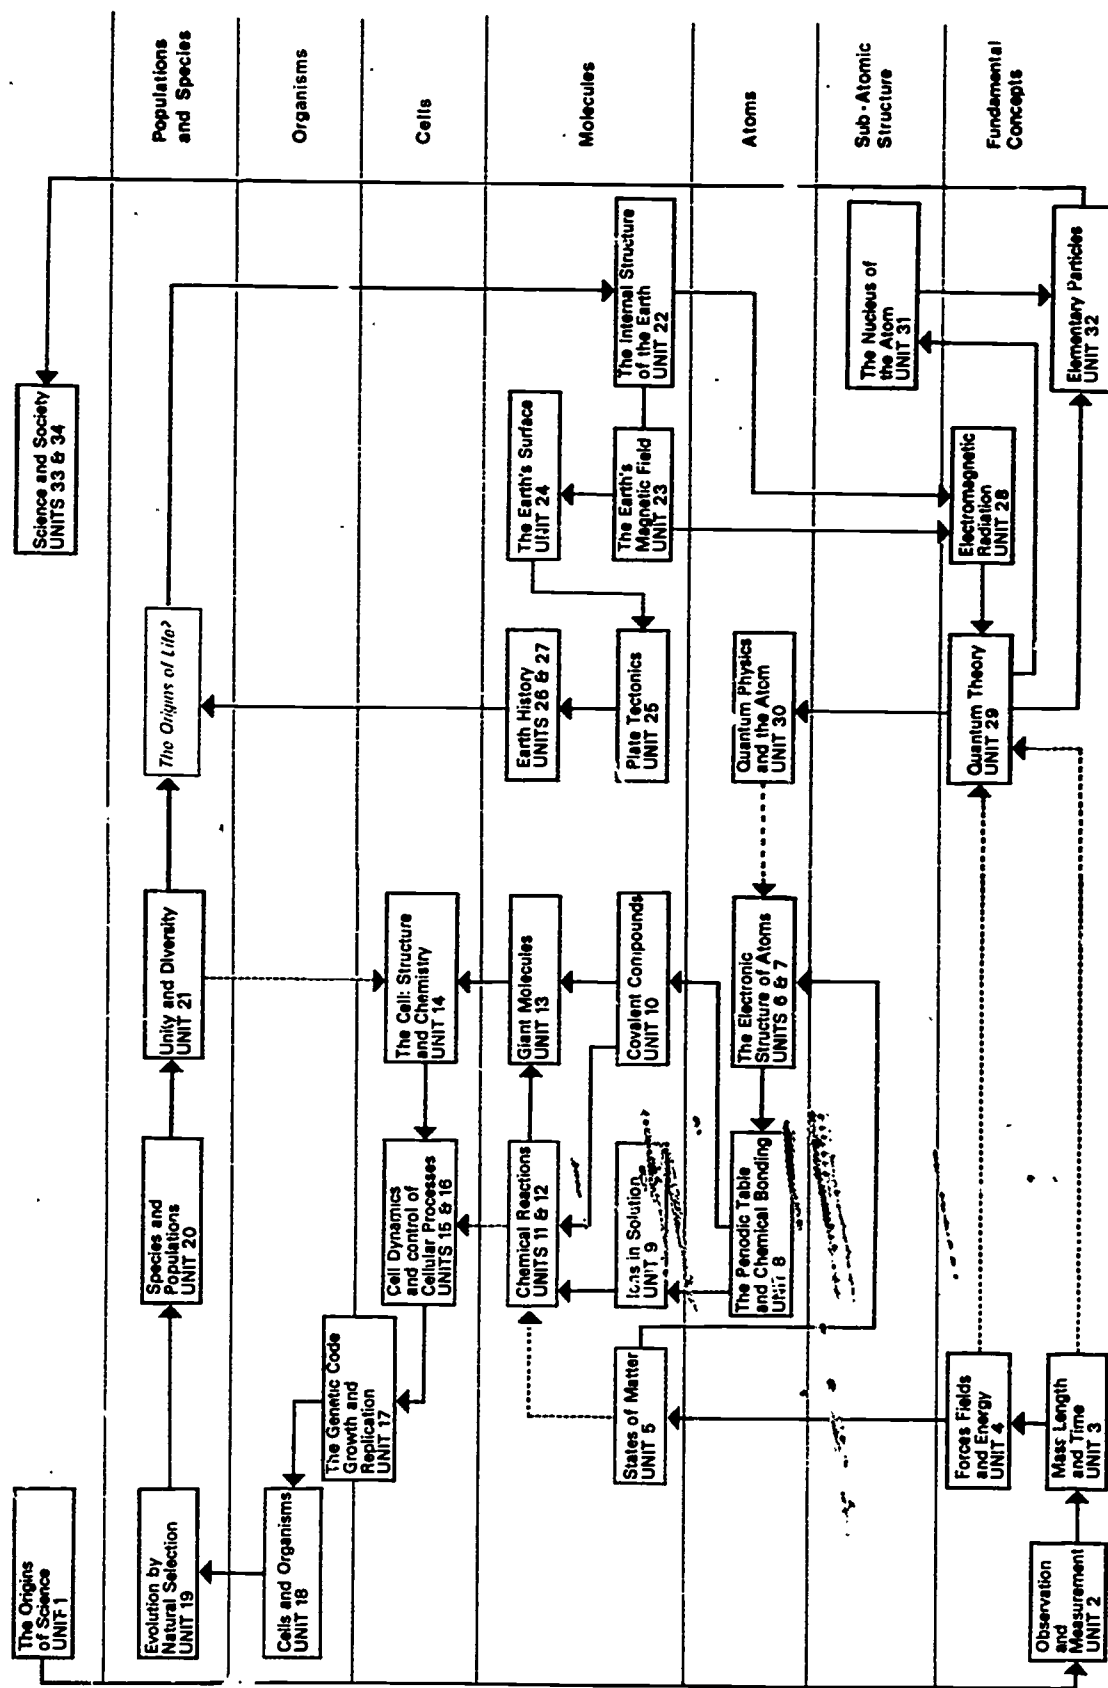 The Origins
of Science
UNIT 1
Science and Society
UNITS 33 & 34
Populations
and Species
Evolution by
Natural Selection
UNIT 19
Species and
Populations
UNIT 20
Unity and Diversity
UNIT 21
The Origins of Life?
Organisms
Cells and Organisms
UNIT 18
The Genetic Code
Growth and
Replication
UNIT 17
Cells
Cell Dynamics
and control of
Cellular Processes
UNITS 15 & 16
The Cell: Structure
and Chemistry
UNIT 14
Molecules
Chemical Reactions
UNITS 11 & 12
Giant Molecules
UNIT 13
Earth History
UNITS 26 & 27
The Earth's Surface
UNIT 24
States of Matter
UNIT 5
Ions in Solution
UNIT 9
Covalent Compounds
UNIT 10
Plate Tectonics
UNIT 25
The Earth's
Magnetic Field
UNIT 23
The Internal Structure
of the Earth
UNIT 22
Atoms
The Periodic Table
and Chemical Bonding
UNIT 8
The Electronic
Structure of Atoms
UNITS 6 & 7
Quantum Physics
and the Atom
UNIT 30
Sub-Atomic
Structure
The Nucleus of
the Atom
UNIT 31
Fundamental
Concepts
Forces Fields
and Energy
UNIT 4
Quantum Theory
UNIT 29
Electromagnetic
Radiation
UNIT 28
Observation
and
Measurement
UNIT 2
Mass Length
and Time
UNIT 3
Elementary Particles
UNIT 32